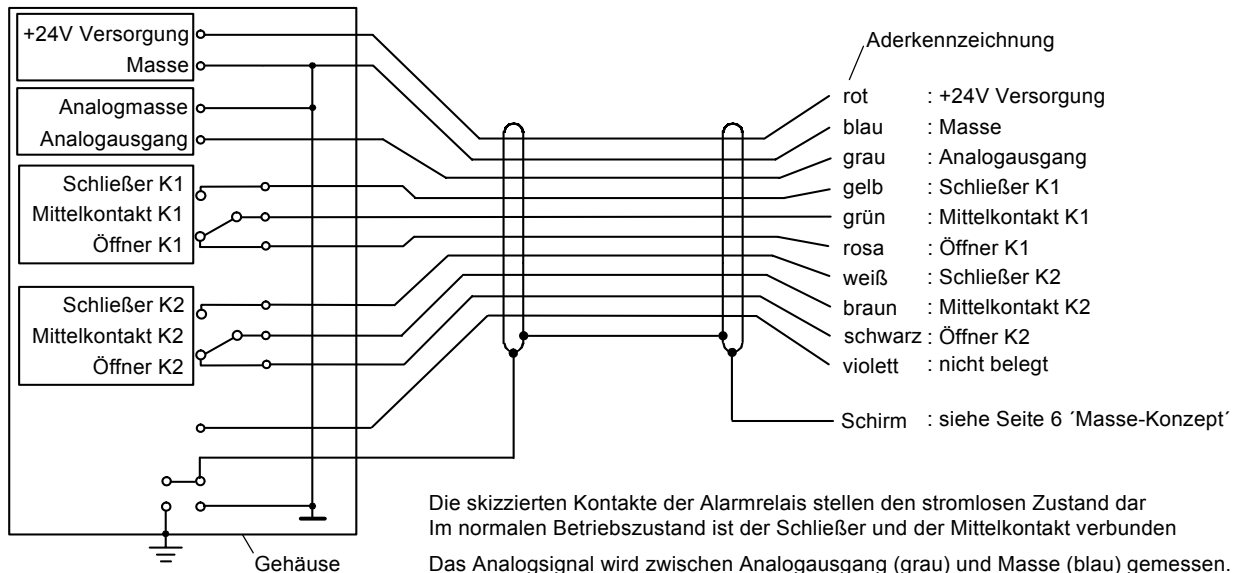 +24V Versorgung
Masse
Analogmasse
Analogausgang
Schließer K1
Mittelkontakt K1
Öffner K1
Schließer K2
Mittelkontakt K2
Öffner K2
Gehäuse
Aderkennzeichnung
rot : +24V Versorgung
blau : Masse
grau : Analogausgang
gelb : Schließer K1
grün : Mittelkontakt K1
rosa : Öffner K1
weiß : Schließer K2
braun : Mittelkontakt K2
schwarz : Öffner K2
violett : nicht belegt
Schirm : siehe Seite 6 ´Masse-Konzept´
Die skizzierten Kontakte der Alarmrelais stellen den stromlosen Zustand dar
Im normalen Betriebszustand ist der Schließer und der Mittelkontakt verbunden
Das Analogsignal wird zwischen Analogausgang (grau) und Masse (blau) gemessen.